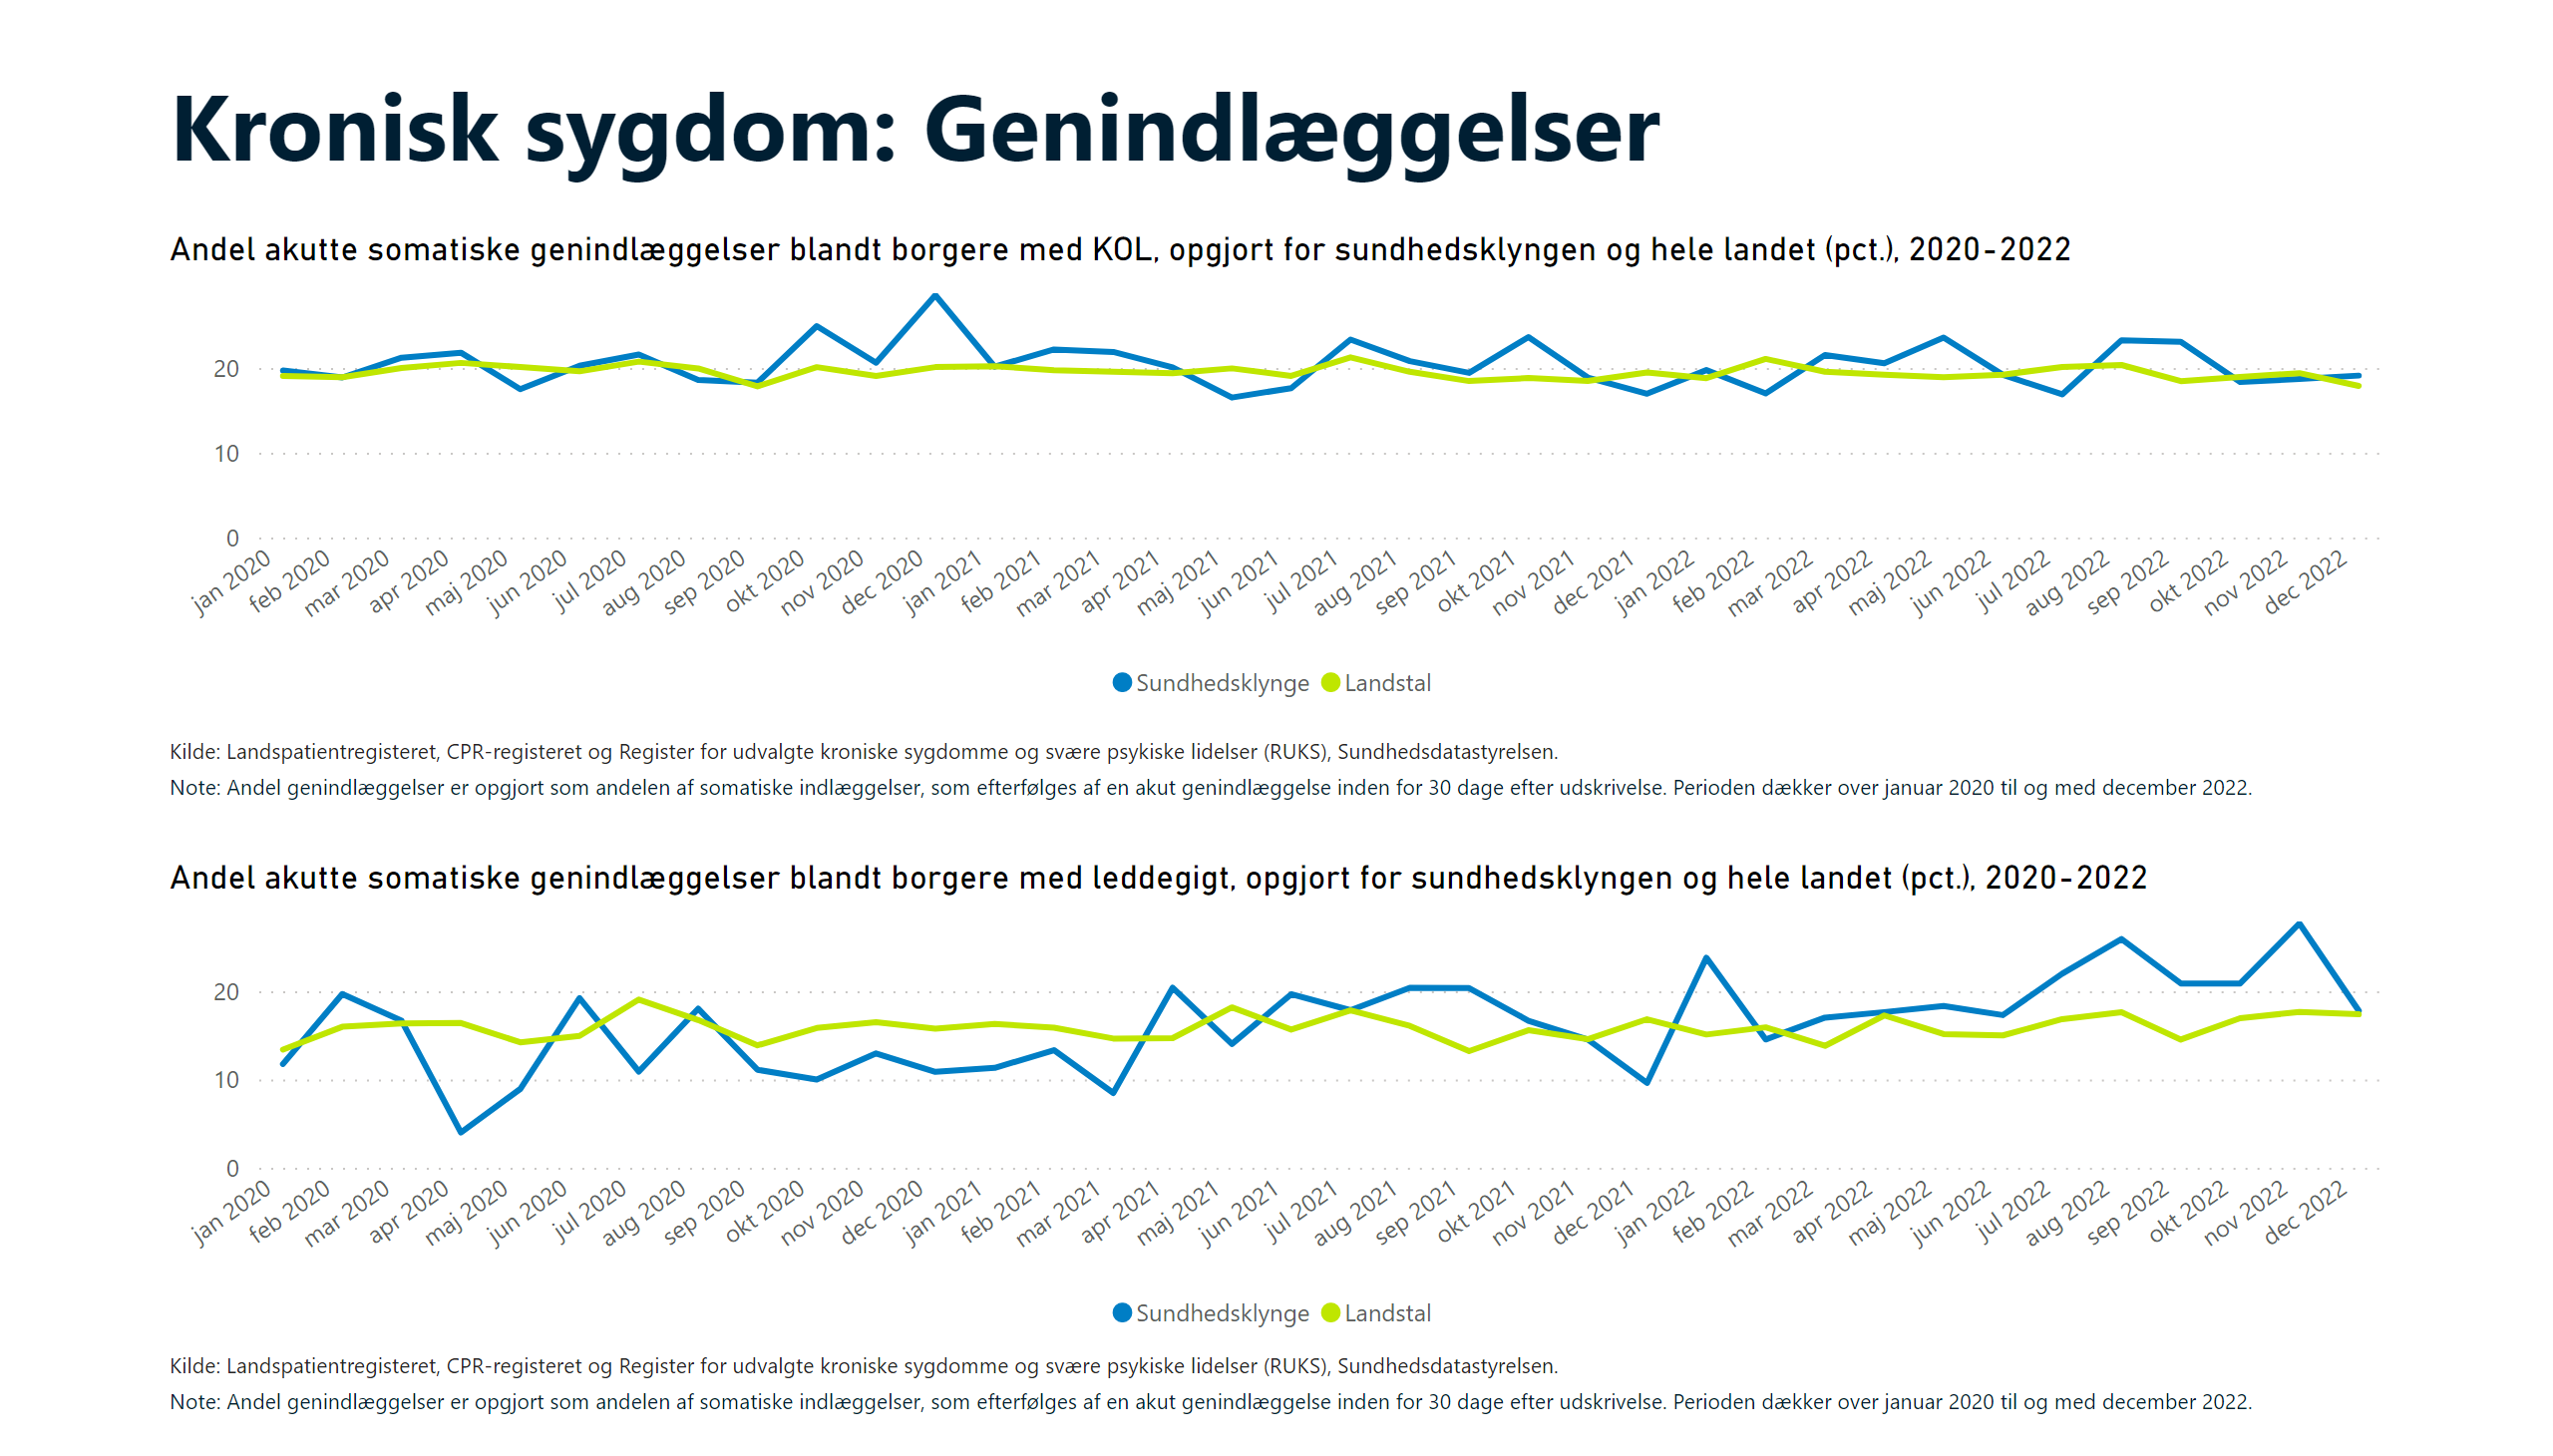 Kronisk sygdom: Genindlæggelser
Andel akutte somatiske genindlæggelser blandt borgere med KOL, opgjort for sundhedsklyngen og hele landet (pct.), 2020-2022
20
10
0
jan 2020 feb 2020 mar 2020 apr 2020 maj 2020 jun 2020 jul 2020 aug 2020 sep 2020 okt 2020 nov 2020 dec 2020 jan 2021 feb 2021 mar 2021 apr 2021 maj 2021 jun 2021 jul 2021 aug 2021 sep 2021 okt 2021 nov 2021 dec 2021 jan 2022 feb 2022 mar 2022 apr 2022 maj 2022 jun 2022 jul 2022 aug 2022 sep 2022 okt 2022 nov 2022 dec 2022
Sundhedsklynge Landstal
Kilde: Landspatientregisteret, CPR-registeret og Register for udvalgte kroniske sygdomme og svære psykiske lidelser (RUKS), Sundhedsdatastyrelsen.
Note: Andel genindlæggelser er opgjort som andelen af somatiske indlæggelser, som efterfølges af en akut genindlæggelse inden for 30 dage efter udskrivelse. Perioden dækker over januar 2020 til og med december 2022.
Andel akutte somatiske genindlæggelser blandt borgere med leddegigt, opgjort for sundhedsklyngen og hele landet (pct.), 2020-2022
20
10
0
jan 2020 feb 2020 mar 2020 apr 2020 maj 2020 jun 2020 jul 2020 aug 2020 sep 2020 okt 2020 nov 2020 dec 2020 jan 2021 feb 2021 mar 2021 apr 2021 maj 2021 jun 2021 jul 2021 aug 2021 sep 2021 okt 2021 nov 2021 dec 2021 jan 2022 feb 2022 mar 2022 apr 2022 maj 2022 jun 2022 jul 2022 aug 2022 sep 2022 okt 2022 nov 2022 dec 2022
Sundhedsklynge Landstal
Kilde: Landspatientregisteret, CPR-registeret og Register for udvalgte kroniske sygdomme og svære psykiske lidelser (RUKS), Sundhedsdatastyrelsen.
Note: Andel genindlæggelser er opgjort som andelen af somatiske indlæggelser, som efterfølges af en akut genindlæggelse inden for 30 dage efter udskrivelse. Perioden dækker over januar 2020 til og med december 2022.